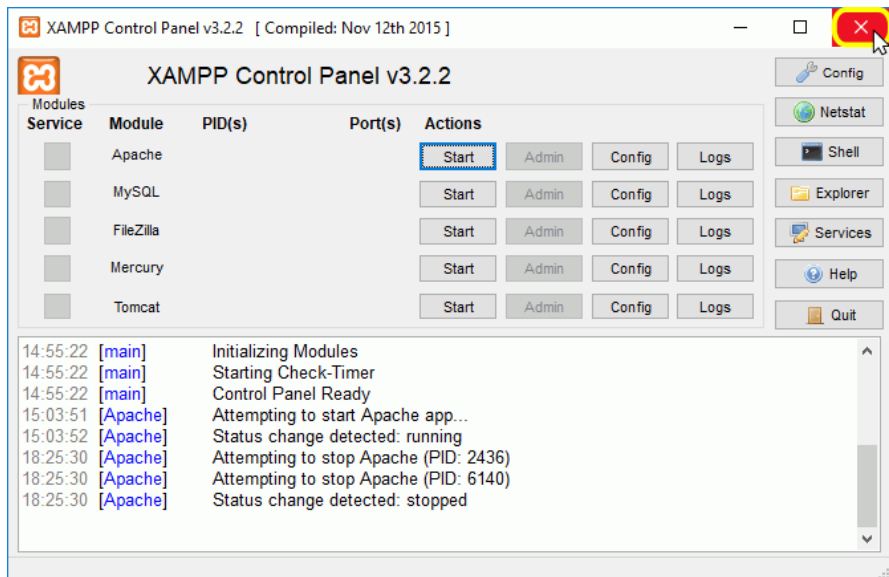 XAMPP Control Panel v3.2.2 [ Compiled: Nov 12th 2015 ]
XAMPP Control Panel v3.2.2
Config
Modules
Service Module PID(s) Port(s) Actions
Netstat
Apache Start Admin Config Logs
Shell
MySQL Start Admin Config Logs
Explorer
FileZilla Start Admin Config Logs
Services
Mercury Start Admin Config Logs
Help
Tomcat Start Admin Config Logs
Quit
14:55:22 [main] Initializing Modules
14:55:22 [main] Starting Check-Timer
14:55:22 [main] Control Panel Ready
15:03:51 [Apache] Attempting to start Apache app...
15:03:52 [Apache] Status change detected: running
18:25:30 [Apache] Attempting to stop Apache (PID: 2436)
18:25:30 [Apache] Attempting to stop Apache (PID: 6140)
18:25:30 [Apache] Status change detected: stopped